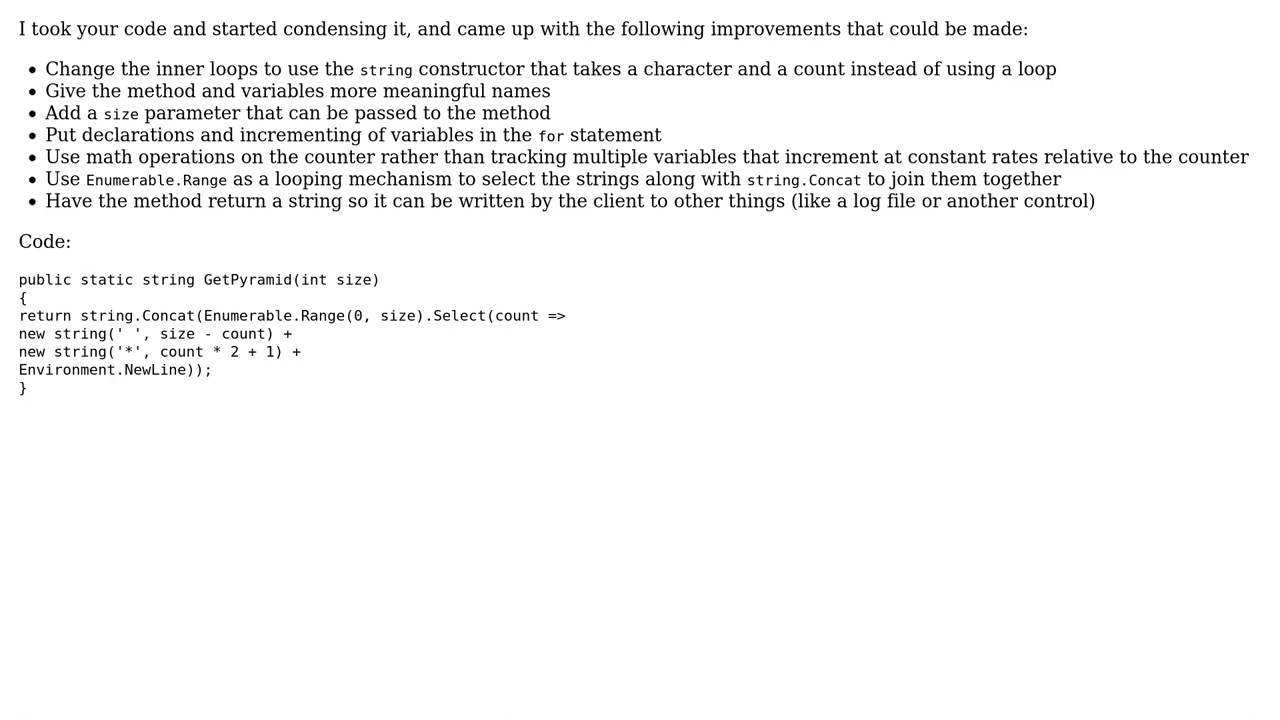 I took your code and started condensing it, and came up with the following improvements that could be made:
• Change the inner loops to use the string constructor that takes a character and a count instead of using a loop
• Give the method and variables more meaningful names
• Add a size parameter that can be passed to the method
• Put declarations and incrementing of variables in the for statement
• Use math operations on the counter rather than tracking multiple variables that increment at constant rates relative to the counter
• Use Enumerable.Range as a looping mechanism to select the strings along with string.Concat to join them together
• Have the method return a string so it can be written by the client to other things (like a log file or another control)
Code:
public static string GetPyramid(int size)
{
return string.Concat(Enumerable.Range(0, size).Select(count =>
new string(' ', size - count) +
new string('*', count * 2 + 1) +
Environment.NewLine));
}